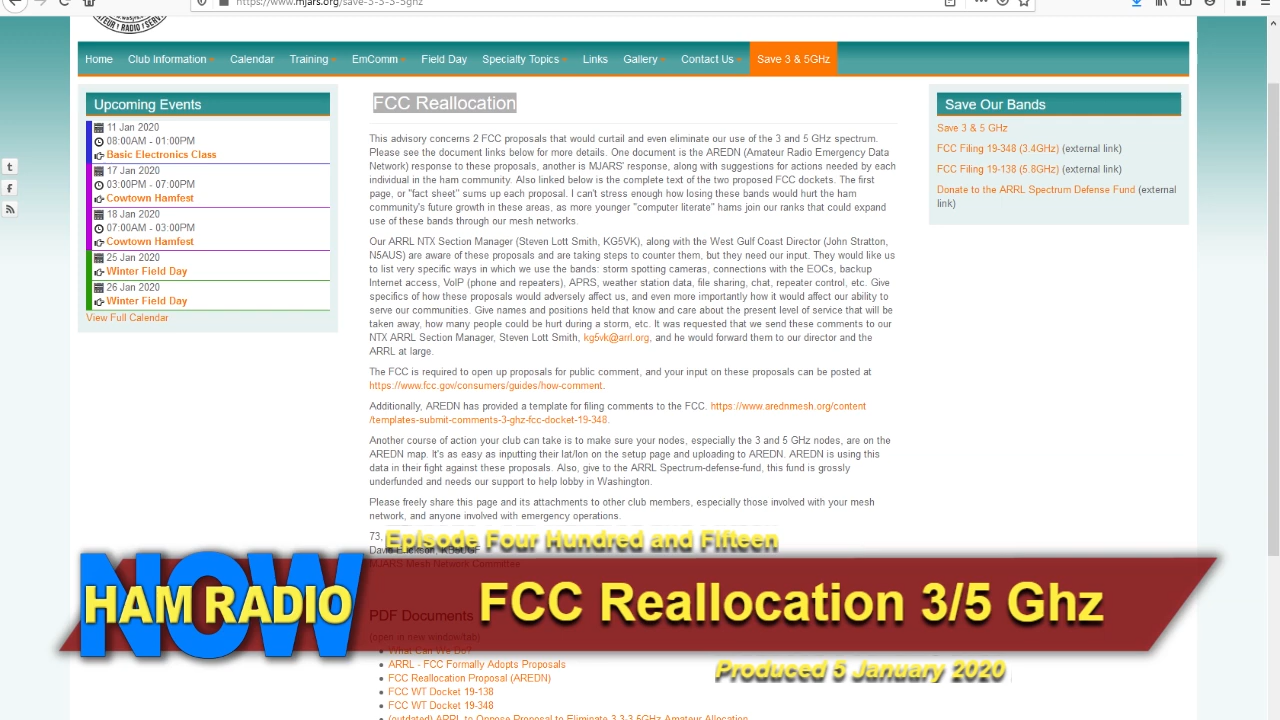 https://www.mjars.org/save-3-3-3-5ghz
Home Club Information Calendar Training EmComm Field Day Specialty Topics Links Gallery Contact Us Save 3 & 5GHz
Upcoming Events
11 Jan 2020
08:00AM - 01:00PM
Basic Electronics Class
17 Jan 2020
03:00PM - 07:00PM
Cowtown Hamfest
18 Jan 2020
07:00AM - 03:00PM
Cowtown Hamfest
25 Jan 2020
Winter Field Day
26 Jan 2020
Winter Field Day
View Full Calendar
FCC Reallocation
This advisory concerns 2 FCC proposals that would curtail and even eliminate our use of the 3 and 5 GHz spectrum.
Please see the document links below for more details. One document is the AREDN (Amateur Radio Emergency Data
Network) response to these proposals, another is MJARS' response, along with suggestions for actions needed by each
individual in the ham community. Also linked below is the complete text of the two proposed FCC dockets. The first
page, or "fact sheet" sums up each proposal. I can't stress enough how losing these bands would hurt the ham
community's future growth in these areas, as more younger "computer literate" hams join our ranks that could expand
use of these bands through our mesh networks.
Our ARRL NTX Section Manager (Steven Lott Smith, KG5VK), along with the West Gulf Coast Director (John Stratton,
N5AUS) are aware of these proposals and are taking steps to counter them, but they need our input. They would like us
to list very specific ways in which we use the bands: storm spotting cameras, connections with the EOCs, backup
Internet access, VoIP (phone and repeaters), APRS, weather station data, file sharing, chat, repeater control, etc. Give
specifics of how these proposals would adversely affect us, and even more importantly how it would affect our ability to
serve our communities. Give names and positions held that know and care about the present level of service that will be
taken away, how many people could be hurt during a storm, etc. It was requested that we send these comments to our
NTX ARRL Section Manager, Steven Lott Smith, kg5vk@arrl.org, and he would forward them to our director and the
ARRL at large.
The FCC is required to open up proposals for public comment, and your input on these proposals can be posted at
https://www.fcc.gov/consumers/guides/how-comment.
Additionally, AREDN has provided a template for filing comments to the FCC. https://www.arednmesh.org/content
/templates-submit-comments-3-ghz-fcc-docket-19-348.
Another course of action your club can take is to make sure your nodes, especially the 3 and 5 GHz nodes, are on the
AREDN map. It's as easy as inputting their lat/lon on the setup page and uploading to AREDN. AREDN is using this
data in their fight against these proposals. Also, give to the ARRL Spectrum-defense-fund, this fund is grossly
underfunded and needs our support to help lobby in Washington.
Please freely share this page and its attachments to other club members, especially those involved with your mesh
network, and anyone involved with emergency operations.
73,
MJARS Mesh Network Committee
PDF Documents
(open in new window/tab)
What Can We Do?
ARRL - FCC Formally Adopts Proposals
FCC Reallocation Proposal (AREDN)
FCC WT Docket 19-138
FCC WT Docket 19-348
(outdated) ARRL to Oppose Proposal to Eliminate 3.3-3.5GHz Amateur Allocation
Save Our Bands
Save 3 & 5 GHz
FCC Filing 19-348 (3.4GHz) (external link)
FCC Filing 19-138 (5.8GHz) (external link)
Donate to the ARRL Spectrum Defense Fund (external
link)
Episode Four Hundred and Fifteen
NOW
HAM RADIO
FCC Reallocation 3/5 Ghz
Produced 5 January 2020